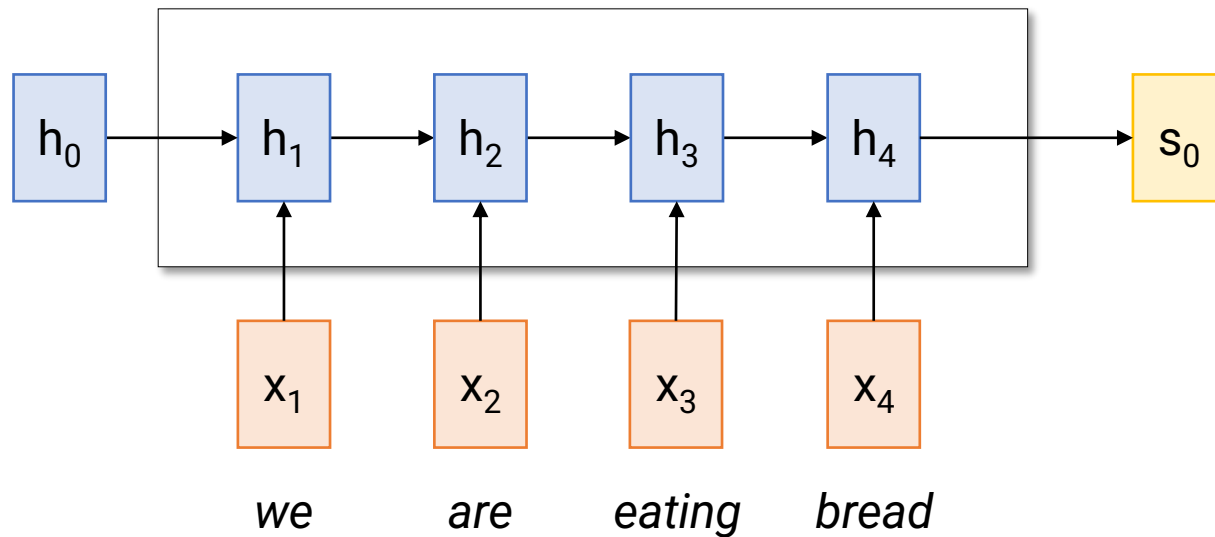 h₀ h₁ h₂ h₃ h₄ s₀
x₁ x₂ x₃ x₄
we are eating bread